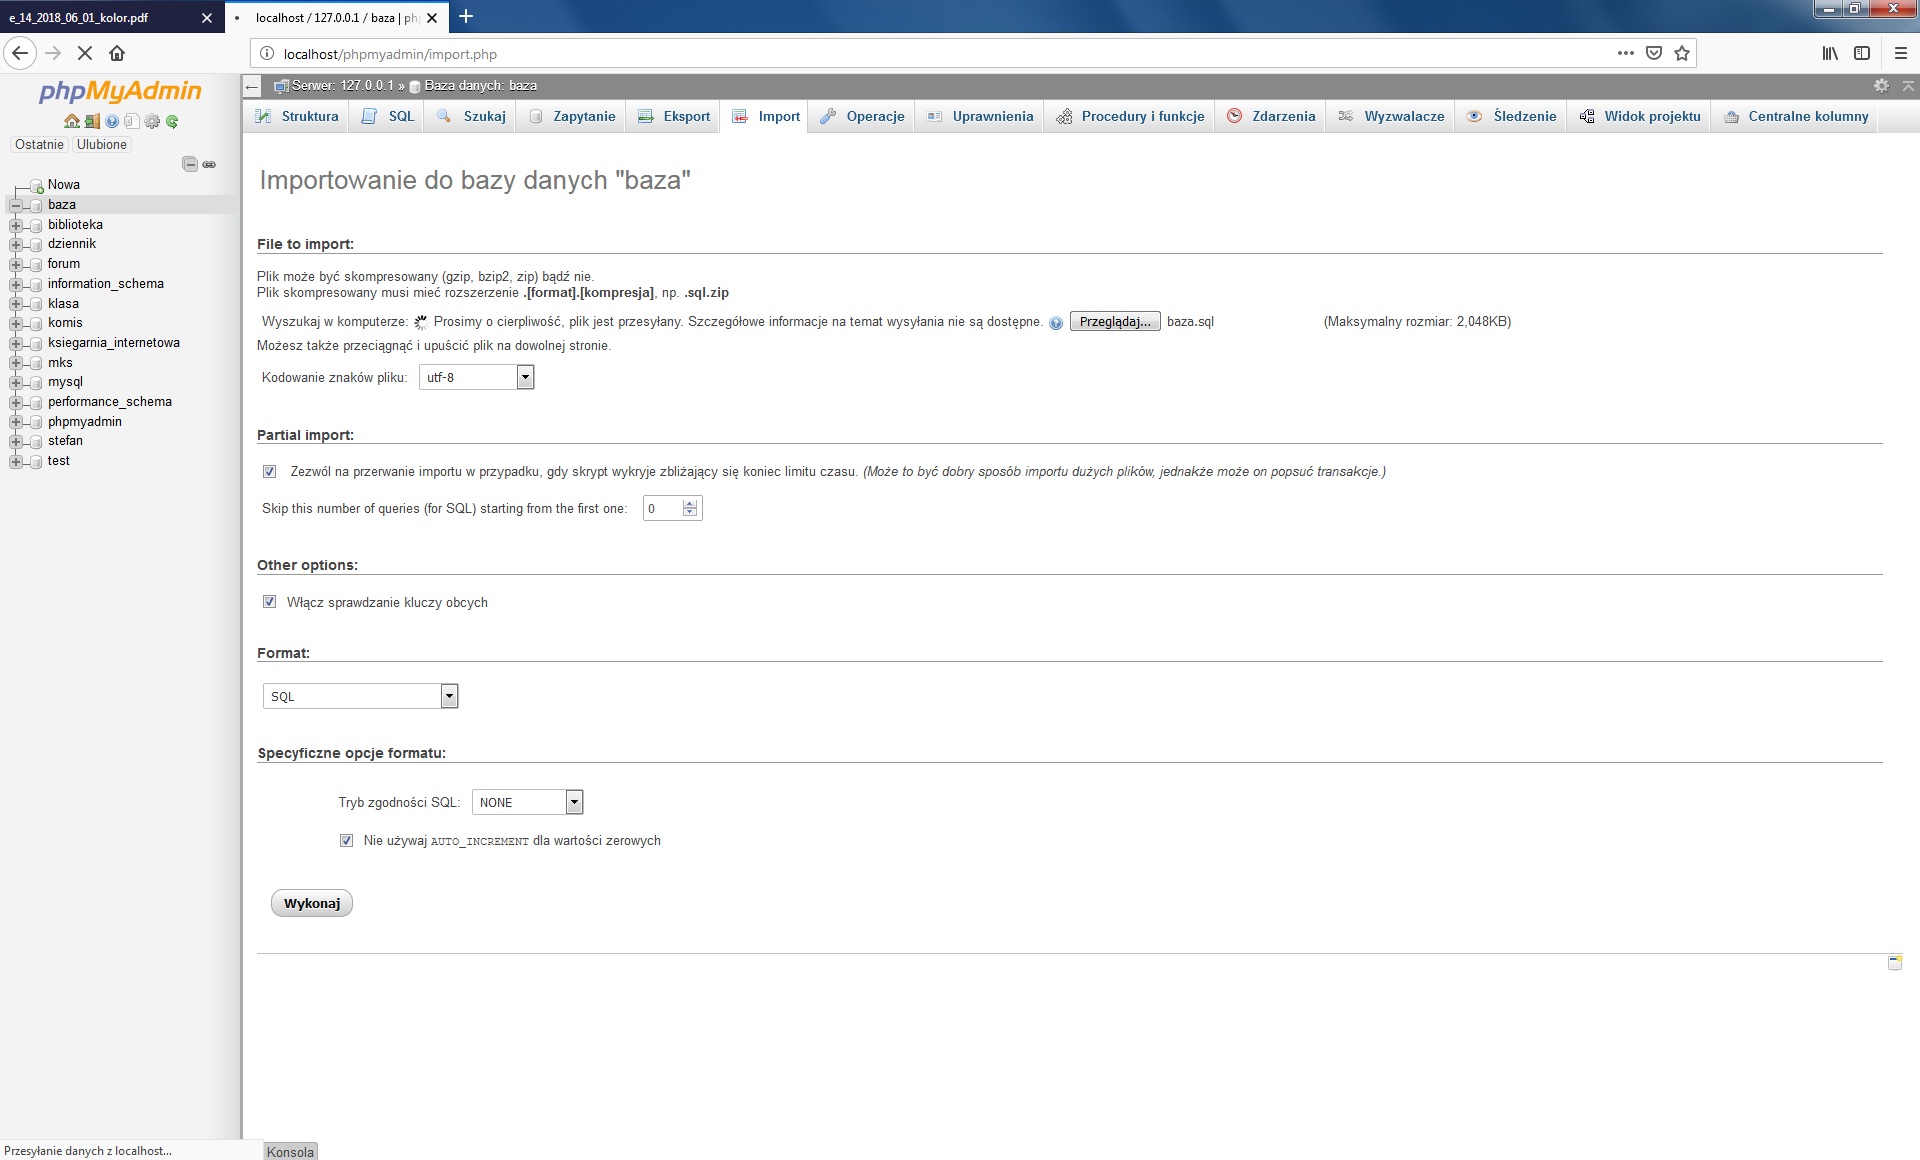 e_14_2018_06_01_kolor.pdf
localhost / 127.0.0.1 / baza | ph
localhost/phpmyadmin/import.php
phpMyAdmin
Serwer: 127.0.0.1 » Baza danych: baza
Struktura SQL Szukaj Zapytanie Eksport Import Operacje Uprawnienia Procedury i funkcje Zdarzenia Wyzwalacze Śledzenie Widok projektu Centralne kolumny
Ostatnie Ulubione
Nowa
baza
biblioteka
dziennik
forum
information_schema
klasa
komis
ksiegarnia_internetowa
mks
mysql
performance_schema
phpmyadmin
stefan
test
Importowanie do bazy danych "baza"
File to import:
Plik może być skompresowany (gzip, bzip2, zip) bądź nie.
Plik skompresowany musi mieć rozszerzenie .[format].[kompresja], np. .sql.zip
Wyszukaj w komputerze: Prosimy o cierpliwość, plik jest przesyłany. Szczegółowe informacje na temat wysyłania nie są dostępne. Przeglądaj... baza.sql (Maksymalny rozmiar: 2,048KB)
Możesz także przeciągnąć i upuścić plik na dowolnej stronie.
Kodowanie znaków pliku: utf-8
Partial import:
Zezwól na przerwanie importu w przypadku, gdy skrypt wykryje zbliżający się koniec limitu czasu. (Może to być dobry sposób importu dużych plików, jednakże może on popsuć transakcje.)
Skip this number of queries (for SQL) starting from the first one: 0
Other options:
Włącz sprawdzanie kluczy obcych
Format:
SQL
Specyficzne opcje formatu:
Tryb zgodności SQL: NONE
Nie używaj AUTO_INCREMENT dla wartości zerowych
Wykonaj
Przesyłanie danych z localhost...
Konsola